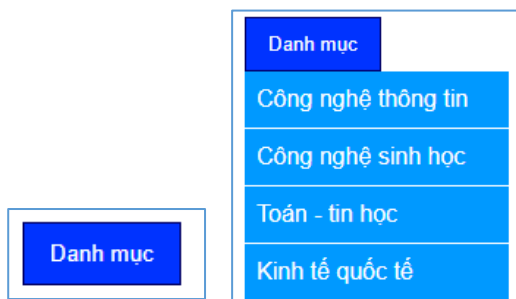 Danh mục
Danh mục
Công nghệ thông tin
Công nghệ sinh học
Toán - tin học
Kinh tế quốc tế